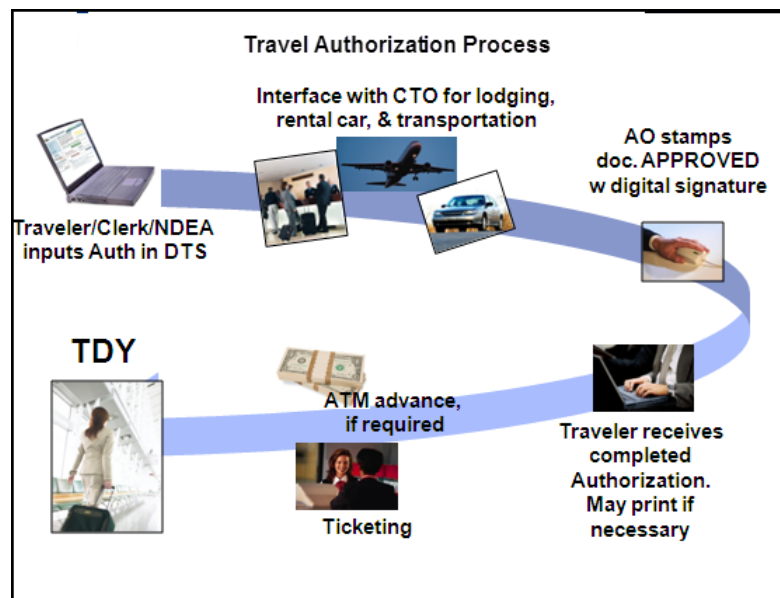 Travel Authorization Process
Interface with CTO for lodging,
rental car, & transportation
AO stamps
doc. APPROVED
w digital signature
Traveler/Clerk/NDEA
inputs Auth in DTS
TDY
ATM advance,
if required
Ticketing
Traveler receives
completed
Authorization.
May print if
necessary